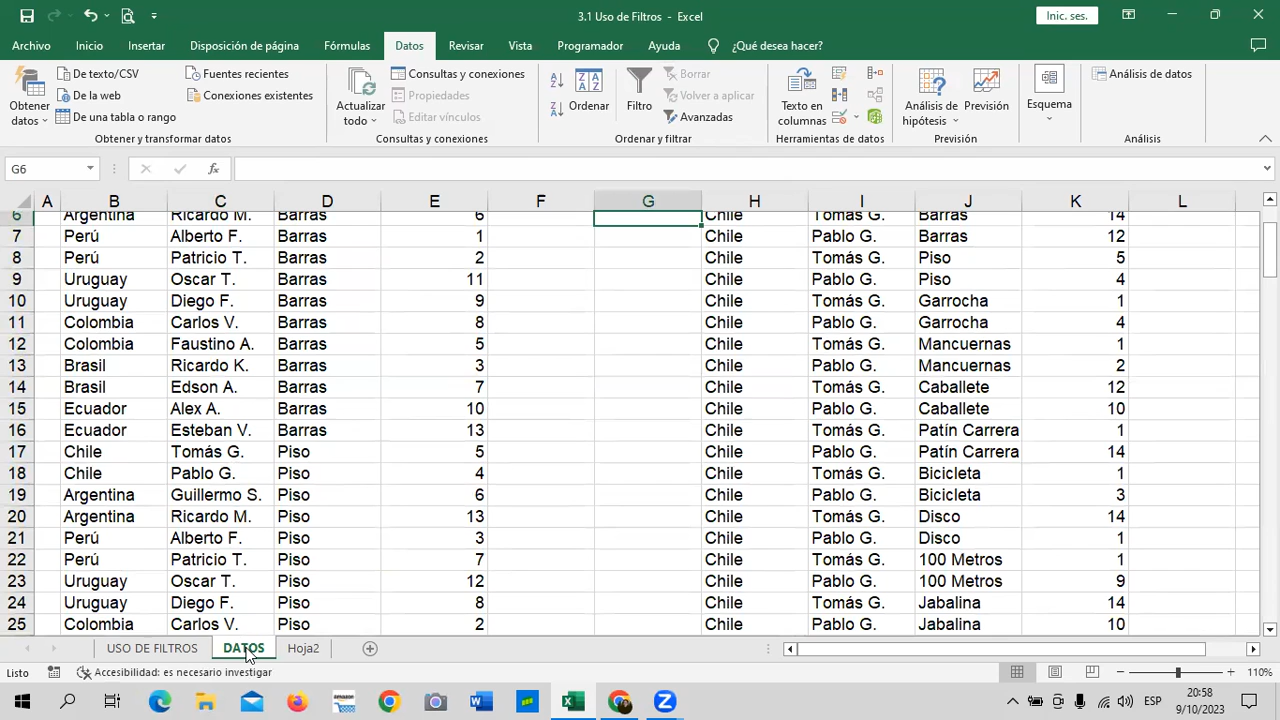 3.1 Uso de Filtros - Excel
Inic. ses.
Archivo Inicio Insertar Disposición de página Fórmulas Datos Revisar Vista Programador Ayuda ¿Qué desea hacer?
Obtener datos
De texto/CSV
De la web
De una tabla o rango
Fuentes recientes
Conexiones existentes
Obtener y transformar datos
Actualizar todo
Consultas y conexiones
Propiedades
Editar vínculos
Consultas y conexiones
Ordenar
Filtro
Borrar
Volver a aplicar
Avanzadas
Ordenar y filtrar
Texto en columnas
Herramientas de datos
Análisis de hipótesis
Previsión
Previsión
Esquema
Análisis de datos
Análisis
G6 fx
A B C D E F G H I J K L
6 Argentina Ricardo M. Barras 6 Chile Tomás G. Barras 14
7 Perú Alberto F. Barras 1 Chile Pablo G. Barras 12
8 Perú Patricio T. Barras 2 Chile Tomás G. Piso 5
9 Uruguay Oscar T. Barras 11 Chile Pablo G. Piso 4
10 Uruguay Diego F. Barras 9 Chile Tomás G. Garrocha 1
11 Colombia Carlos V. Barras 8 Chile Pablo G. Garrocha 4
12 Colombia Faustino A. Barras 5 Chile Tomás G. Mancuernas 1
13 Brasil Ricardo K. Barras 3 Chile Pablo G. Mancuernas 2
14 Brasil Edson A. Barras 7 Chile Tomás G. Caballete 12
15 Ecuador Alex A. Barras 10 Chile Pablo G. Caballete 10
16 Ecuador Esteban V. Barras 13 Chile Tomás G. Patín Carrera 1
17 Chile Tomás G. Piso 5 Chile Pablo G. Patín Carrera 14
18 Chile Pablo G. Piso 4 Chile Tomás G. Bicicleta 1
19 Argentina Guillermo S. Piso 6 Chile Pablo G. Bicicleta 3
20 Argentina Ricardo M. Piso 13 Chile Tomás G. Disco 14
21 Perú Alberto F. Piso 3 Chile Pablo G. Disco 1
22 Perú Patricio T. Piso 7 Chile Tomás G. 100 Metros 1
23 Uruguay Oscar T. Piso 12 Chile Pablo G. 100 Metros 9
24 Uruguay Diego F. Piso 8 Chile Tomás G. Jabalina 14
25 Colombia Carlos V. Piso 2 Chile Pablo G. Jabalina 10
USO DE FILTROS DATOS Hoja2
Listo Accesibilidad: es necesario investigar 110%
ESP
20:58
9/10/2023